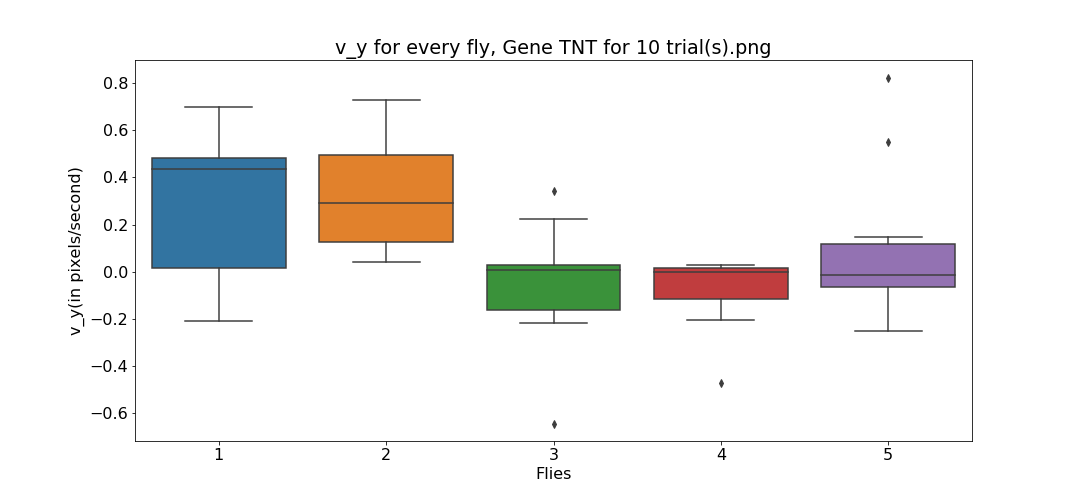 v_y for every fly, Gene TNT for 10 trial(s).png
v_y(in pixels/second)
0.8
0.6
0.4
0.2
0.0
−0.2
−0.4
−0.6
1 2 3 4 5
Flies